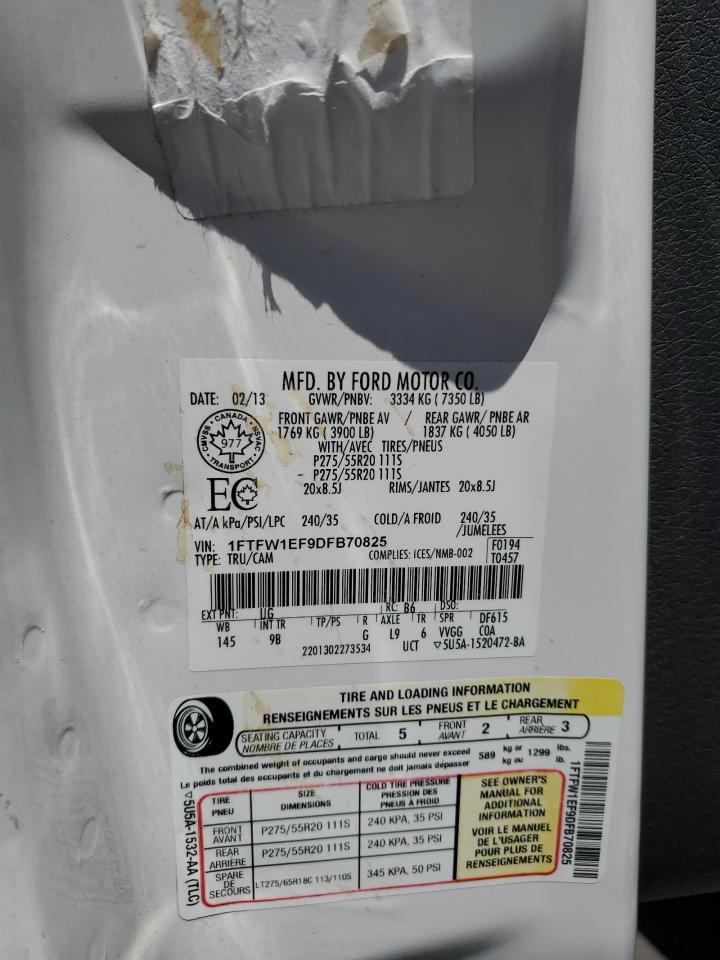 MFD. BY FORD MOTOR CO.
DATE: 02/13 GVWR/PNBV: 3334 KG ( 7350 LB)
FRONT GAWR/PNBE AV / REAR GAWR/ PNBE AR
1769 KG ( 3900 LB) 1837 KG ( 4050 LB)
WITH/AVEC TIRES/PNEUS
P275/55R20 111S
- P275/55R20 111S
20x8.5J RIMS/JANTES 20x8.5J
CANADA
CMVSS NSVAC
977
TRANSPORT
EC
AT/A kPa/PSI/LPC 240/35 COLD/A FROID 240/35
/JUMELEES
VIN: 1FTFW1EF9DFB70825
TYPE: TRU/CAM COMPLIES: ICES/NMB-002
F0194
T0457
EXT PNT: UG RC: B6 DSO:
WB INT TR TP/PS R AXLE TR SPR DF615
145 9B G L9 6 VVGG COA
2201302273534 UCT ▽5U5A-1520472-BA
TIRE AND LOADING INFORMATION
RENSEIGNEMENTS SUR LES PNEUS ET LE CHARGEMENT
SEATING CAPACITY
NOMBRE DE PLACES
TOTAL 5
FRONT
AVANT 2
REAR
ARRIÈRE 3
The combined weight of occupants and cargo should never exceed 589 kg or 1299 lbs.
Le poids total des occupants et du chargement ne doit jamais dépasser kg ou lb.
TIRE
PNEU
SIZE
DIMENSIONS
COLD TIRE PRESSURE
PRESSION DES
PNEUS À FROID
FRONT
AVANT
P275/55R20 111S
240 KPA, 35 PSI
REAR
ARRIÈRE
P275/55R20 111S
240 KPA, 35 PSI
SPARE
DE
SECOURS
LT275/65R18C 113/110S
345 KPA, 50 PSI
SEE OWNER'S
MANUAL FOR
ADDITIONAL
INFORMATION
VOIR LE MANUEL
DE L'USAGER
POUR PLUS DE
RENSEIGNEMENTS
▽5U5A-1532-AA (TLC)
1FTFW1EF9DFB70825